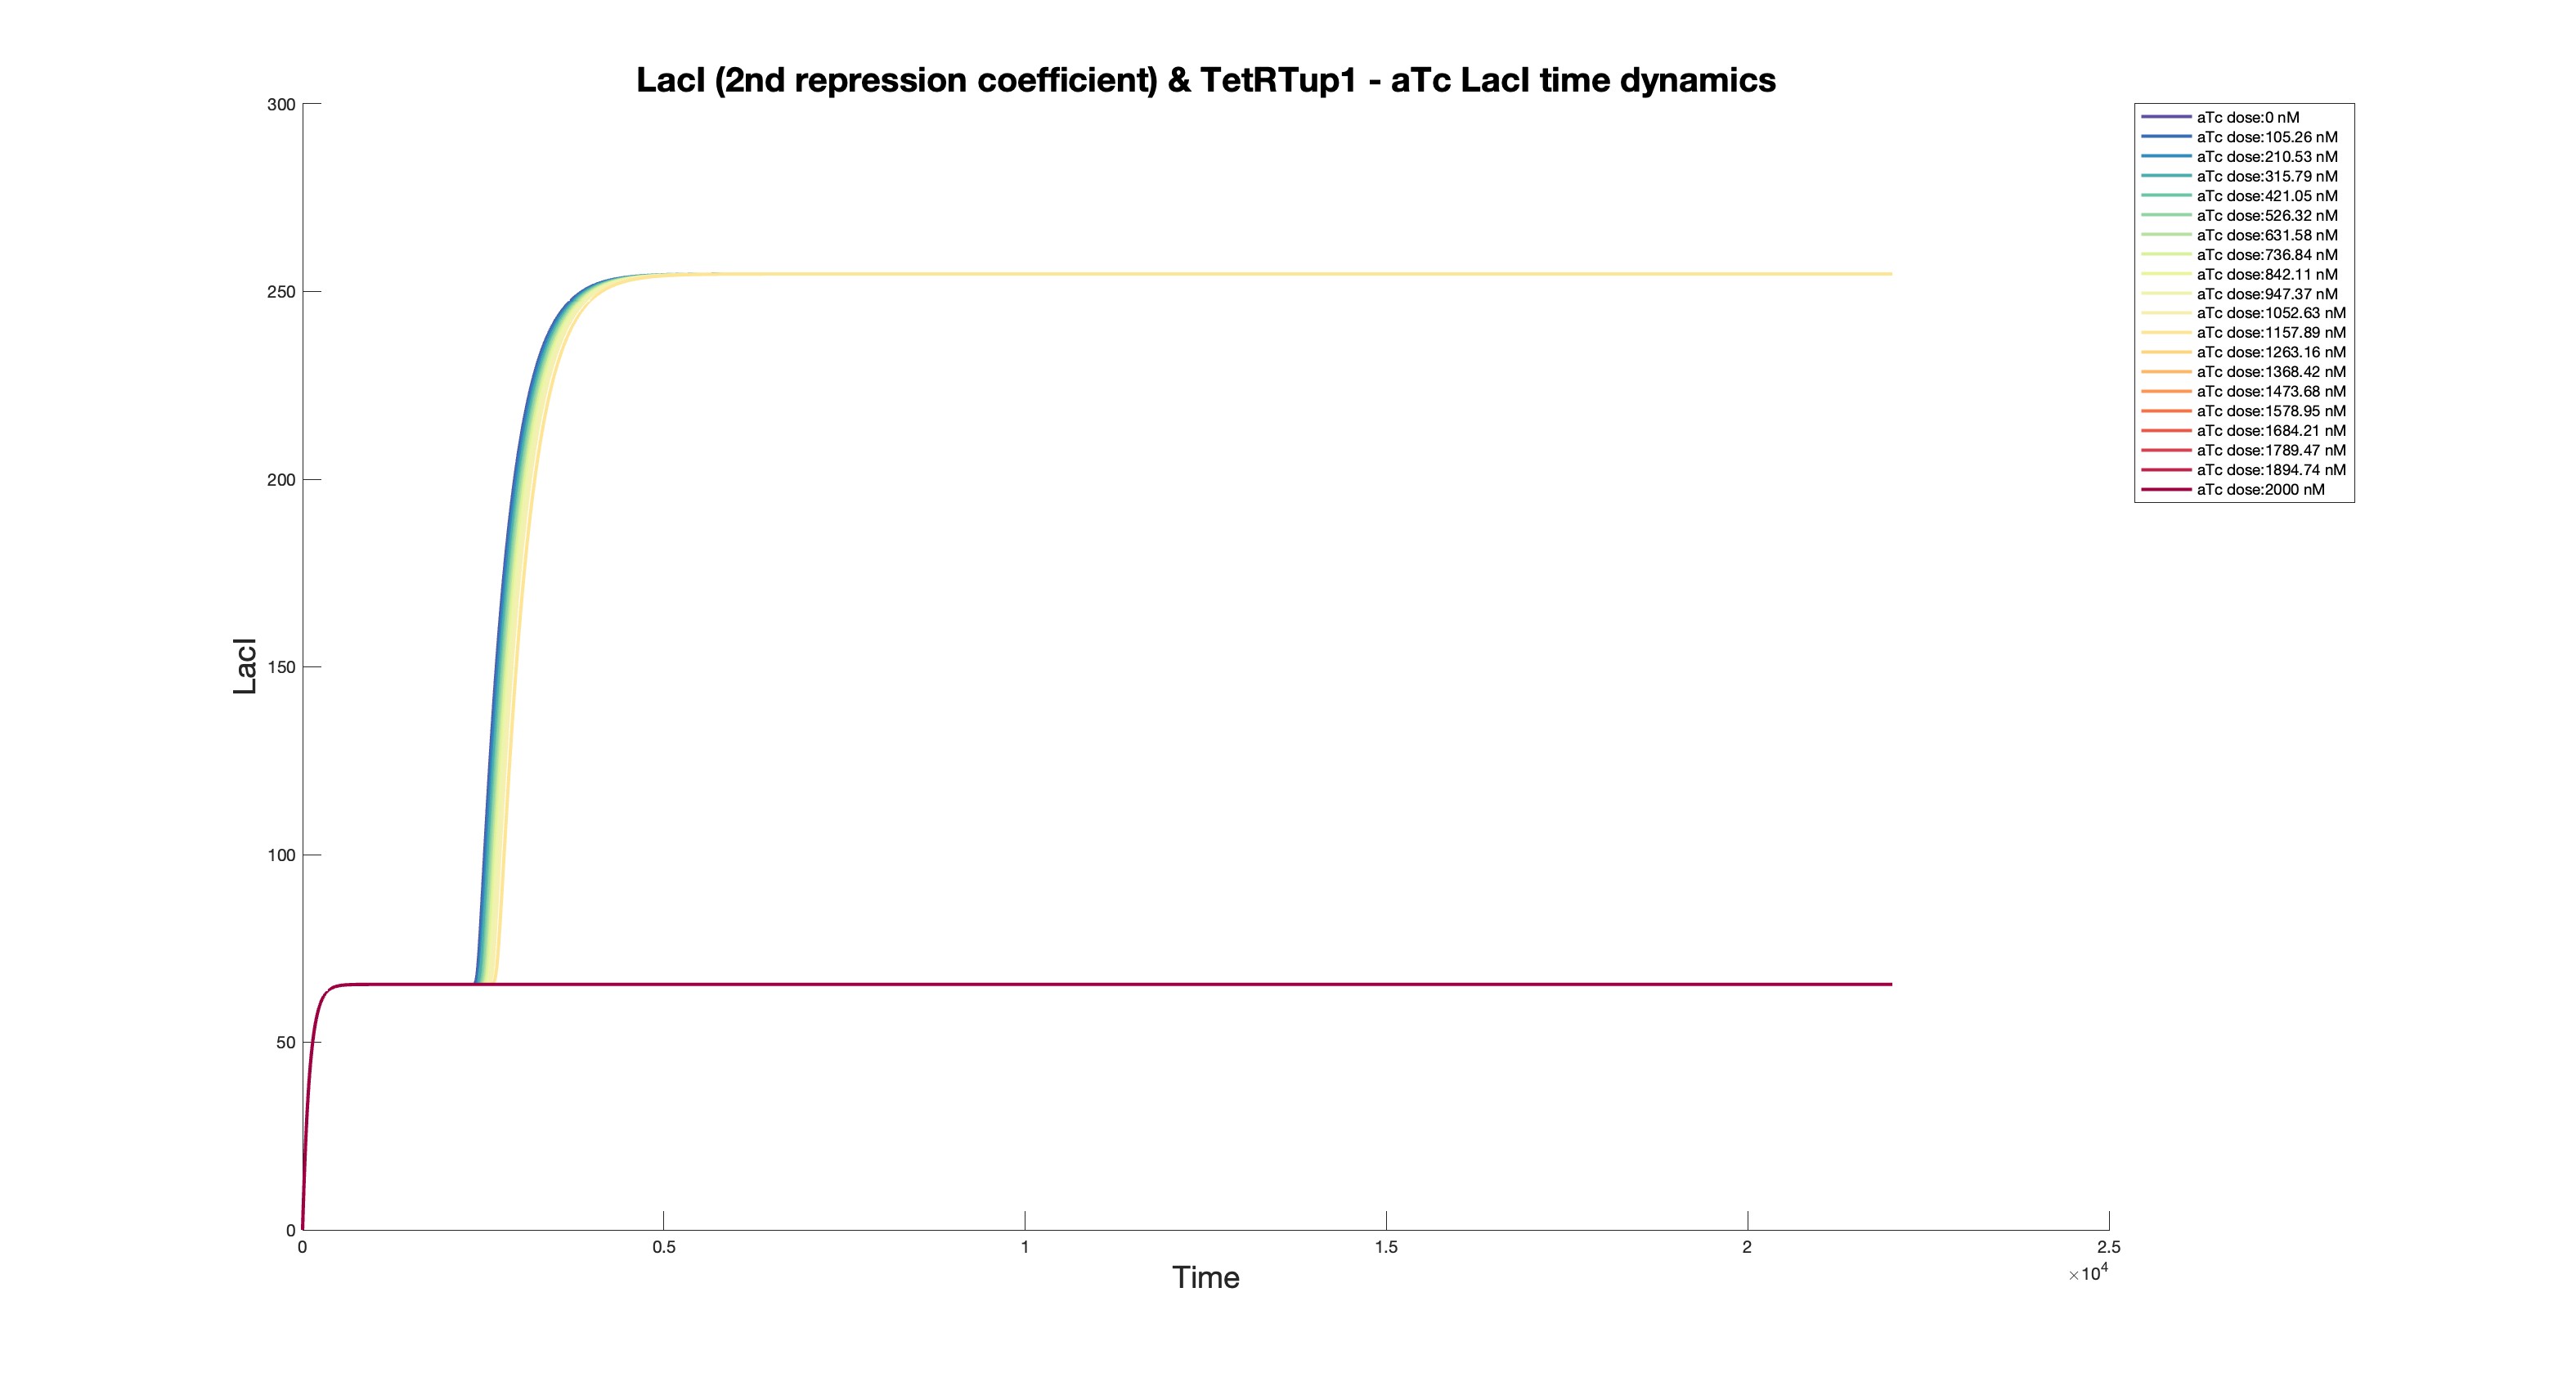 LacI (2nd repression coefficient) & TetRTup1 - aTc LacI time dynamics
300
250
200
150
100
50
0
LacI
0
0.5
1
1.5
2
2.5
×10⁴
Time
aTc dose:0 nM
aTc dose:105.26 nM
aTc dose:210.53 nM
aTc dose:315.79 nM
aTc dose:421.05 nM
aTc dose:526.32 nM
aTc dose:631.58 nM
aTc dose:736.84 nM
aTc dose:842.11 nM
aTc dose:947.37 nM
aTc dose:1052.63 nM
aTc dose:1157.89 nM
aTc dose:1263.16 nM
aTc dose:1368.42 nM
aTc dose:1473.68 nM
aTc dose:1578.95 nM
aTc dose:1684.21 nM
aTc dose:1789.47 nM
aTc dose:1894.74 nM
aTc dose:2000 nM